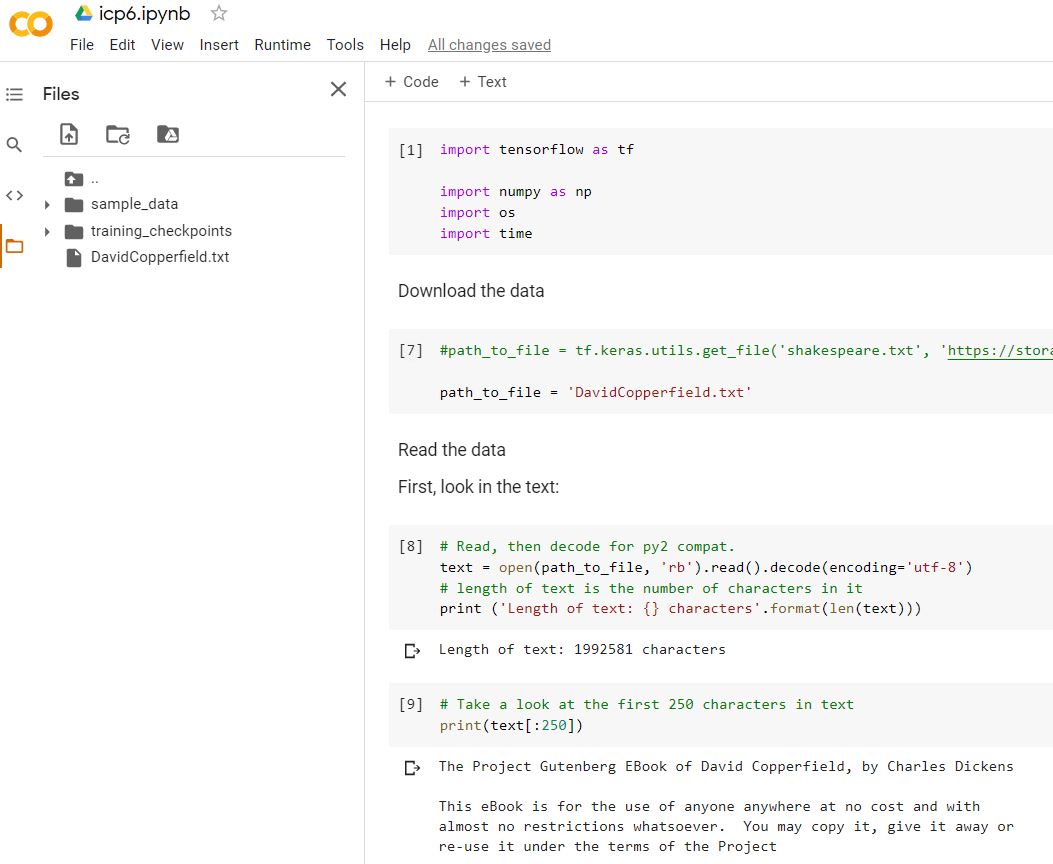 icp6.ipynb
File Edit View Insert Runtime Tools Help All changes saved
Files
..
sample_data
training_checkpoints
DavidCopperfield.txt
+ Code + Text
[1] import tensorflow as tf
import numpy as np
import os
import time
Download the data
[7] #path_to_file = tf.keras.utils.get_file('shakespeare.txt', 'https://stora
path_to_file = 'DavidCopperfield.txt'
Read the data
First, look in the text:
[8] # Read, then decode for py2 compat.
text = open(path_to_file, 'rb').read().decode(encoding='utf-8')
# length of text is the number of characters in it
print ('Length of text: {} characters'.format(len(text)))
Length of text: 1992581 characters
[9] # Take a look at the first 250 characters in text
print(text[:250])
The Project Gutenberg EBook of David Copperfield, by Charles Dickens
This eBook is for the use of anyone anywhere at no cost and with
almost no restrictions whatsoever.  You may copy it, give it away or
re-use it under the terms of the Project